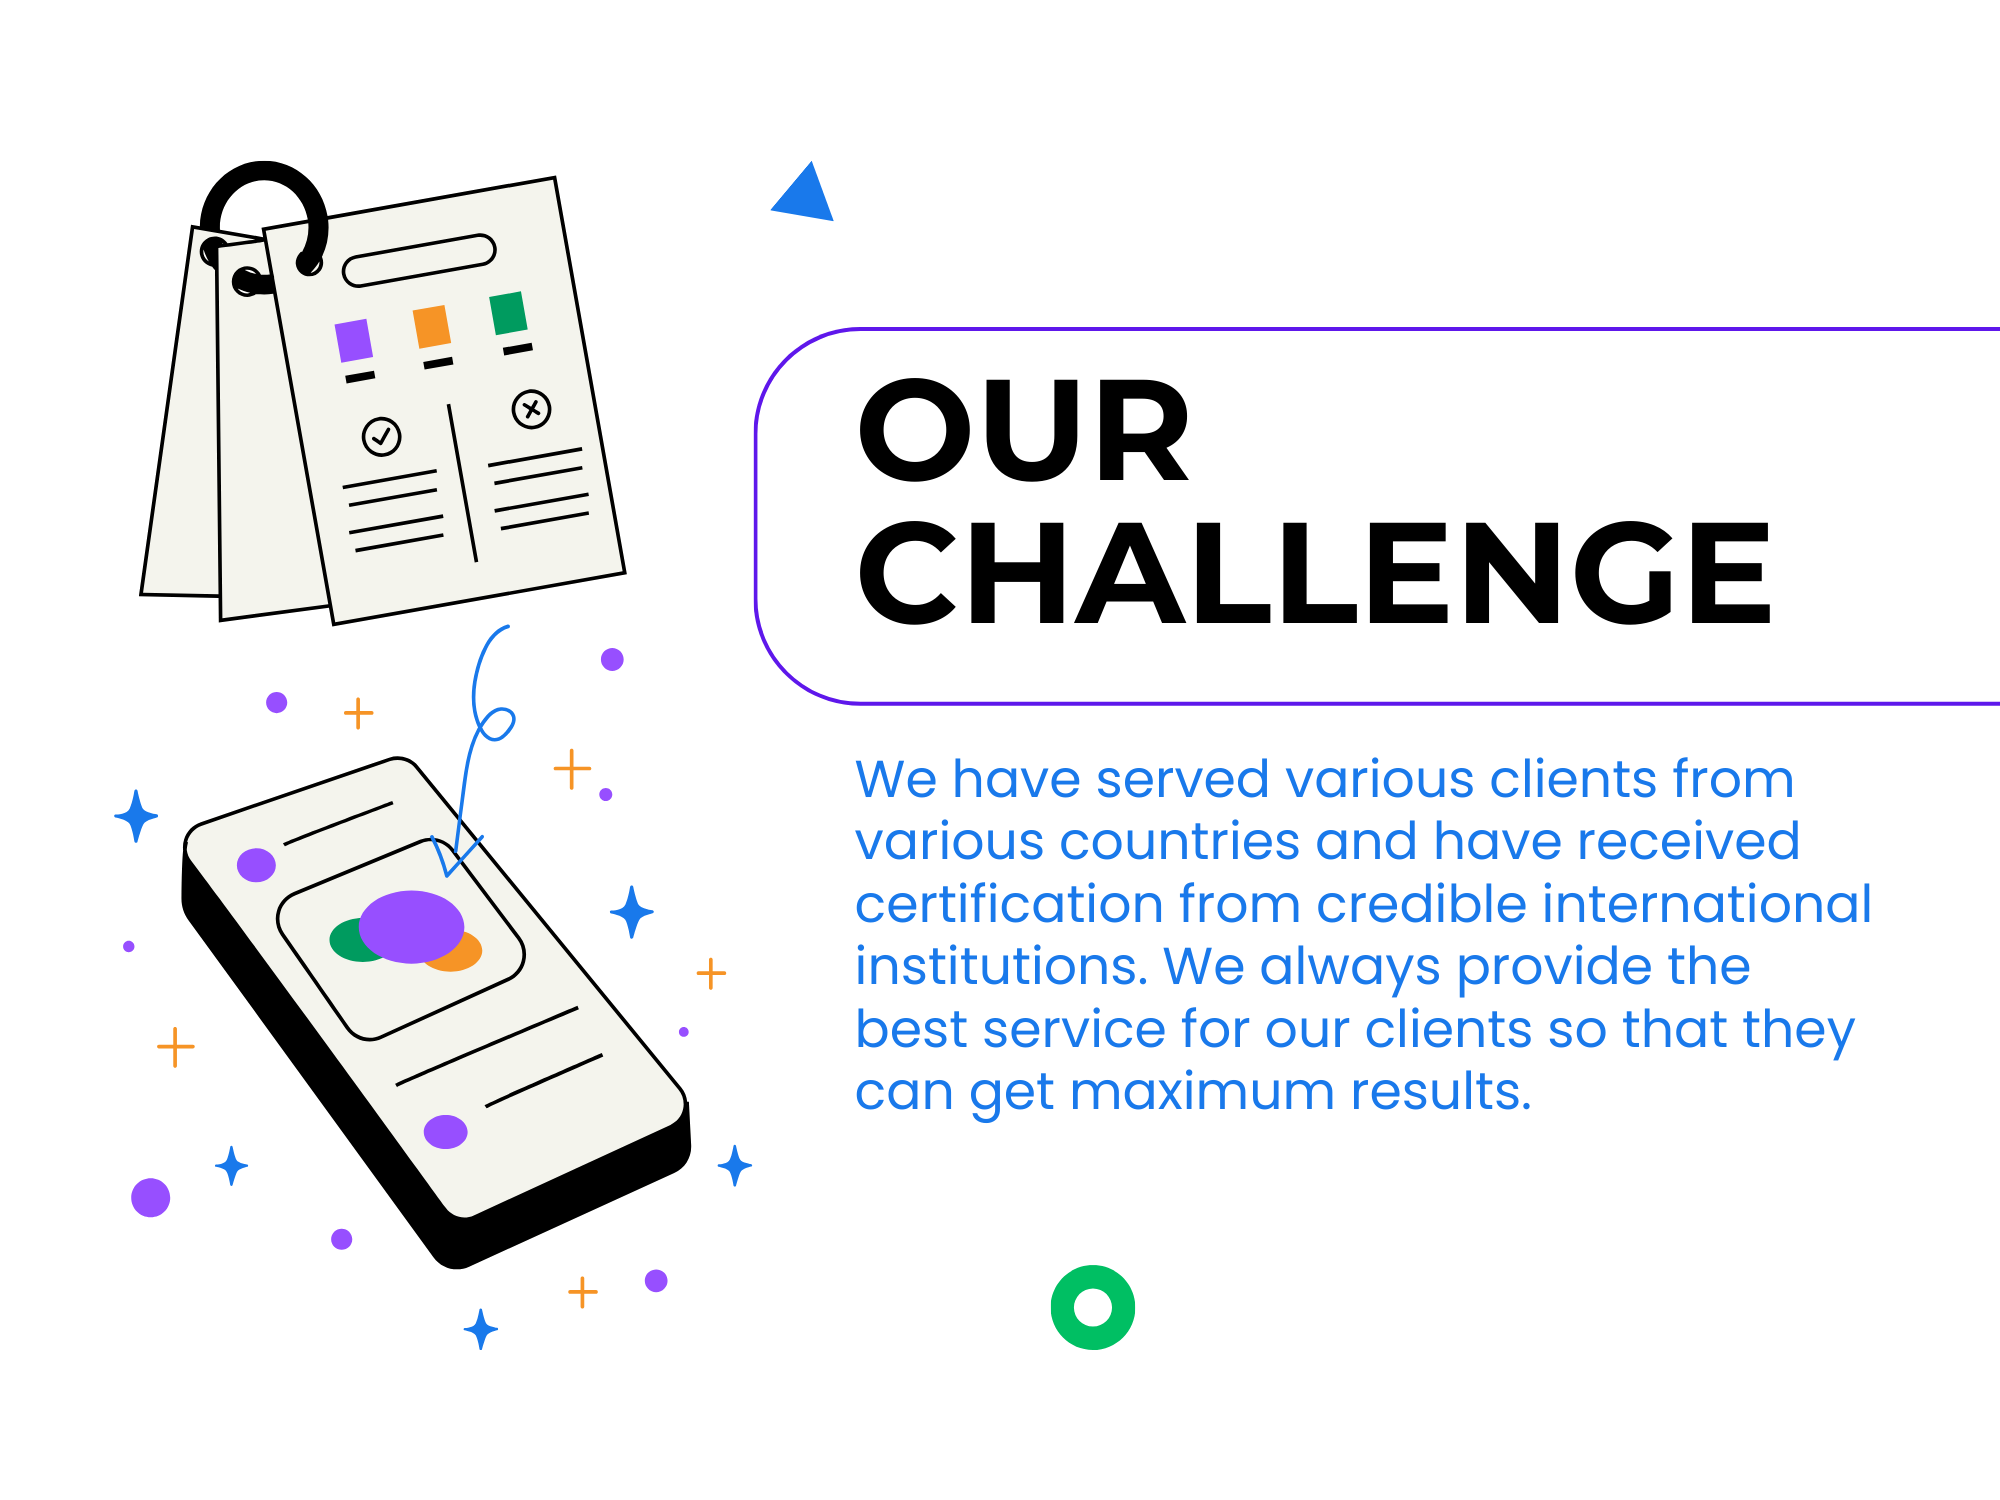 OUR
CHALLENGE
We have served various clients from
various countries and have received
certification from credible international
institutions. We always provide the
best service for our clients so that they
can get maximum results.